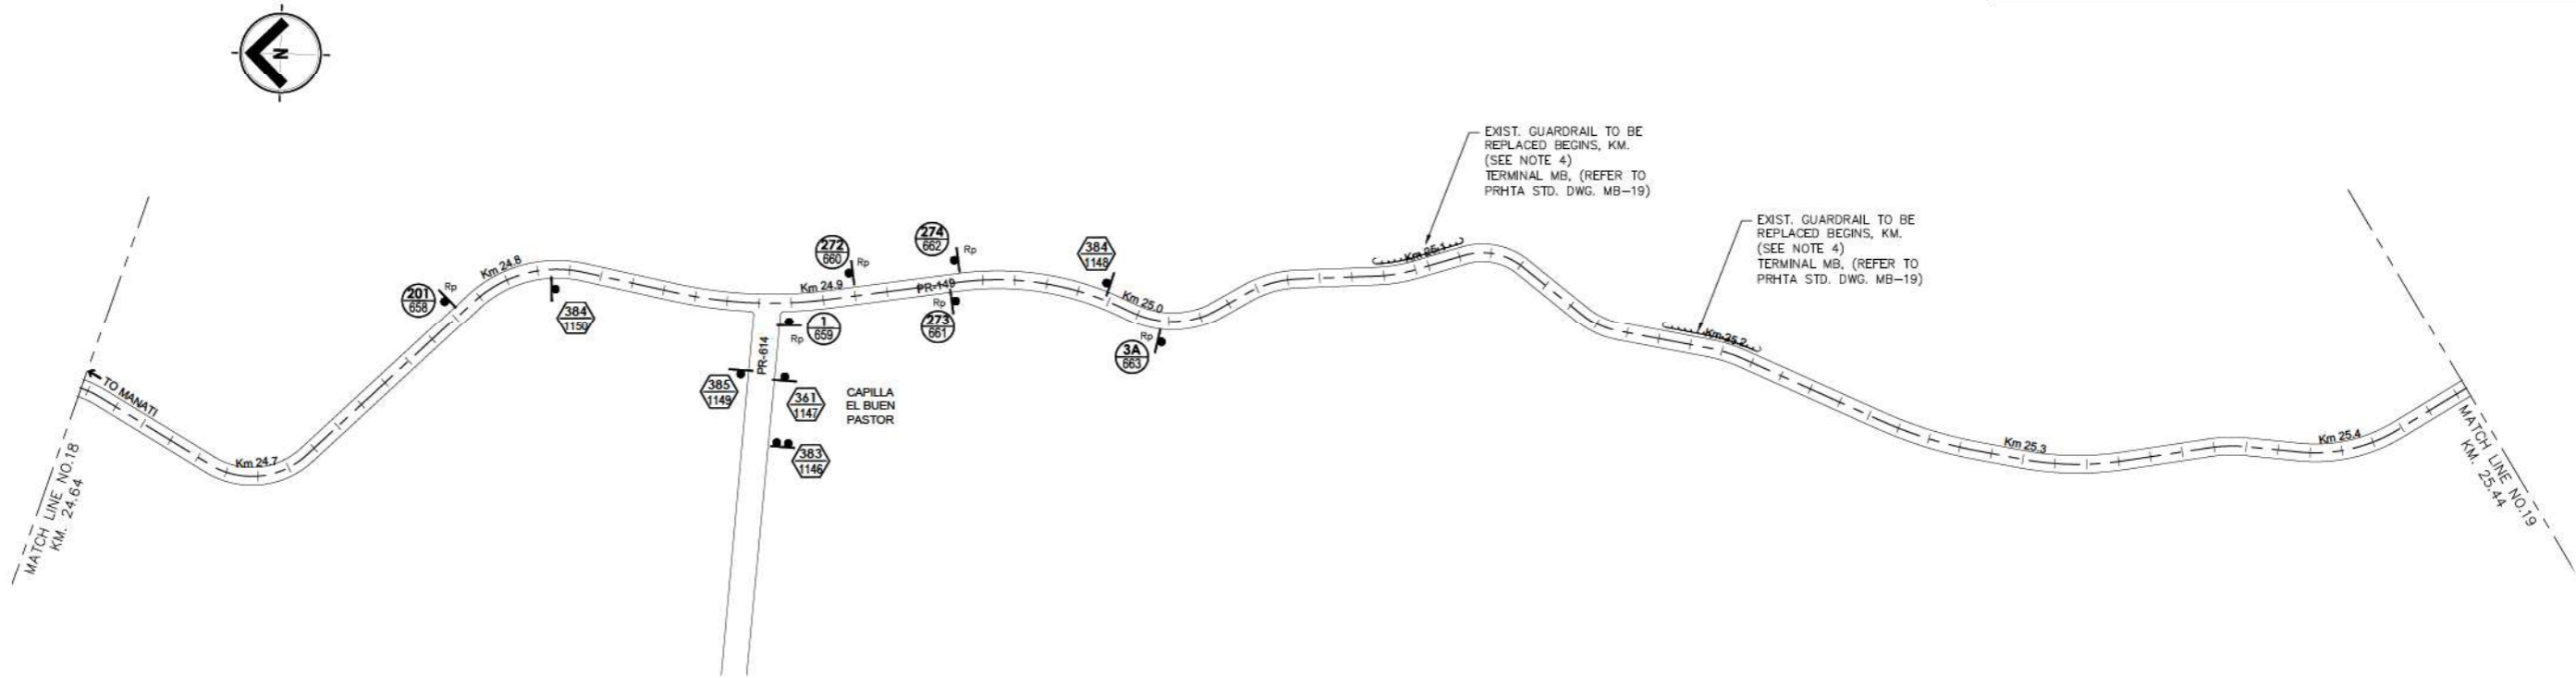 N
EXIST. GUARDRAIL TO BE
REPLACED BEGINS, KM.
(SEE NOTE 4)
TERMINAL MB, (REFER TO
PRHTA STD. DWG. MB-19)
EXIST. GUARDRAIL TO BE
REPLACED BEGINS, KM.
(SEE NOTE 4)
TERMINAL MB, (REFER TO
PRHTA STD. DWG. MB-19)
MATCH LINE NO.18
KM. 24.64
TO MANATI
Km 24.7
201
658
Rp
Km 24.8
384
1150
272
660
Rp
Km 24.9
274
662
Rp
PR-149
Rp
273
661
1
659
Rp
PR-614
385
1149
361
1147
CAPILLA
EL BUEN
PASTOR
383
1146
384
1148
Km 25.0
Rp
3A
663
Km 25.1
Km 25.2
Km 25.3
Km 25.4
MATCH LINE NO.19
KM. 25.44